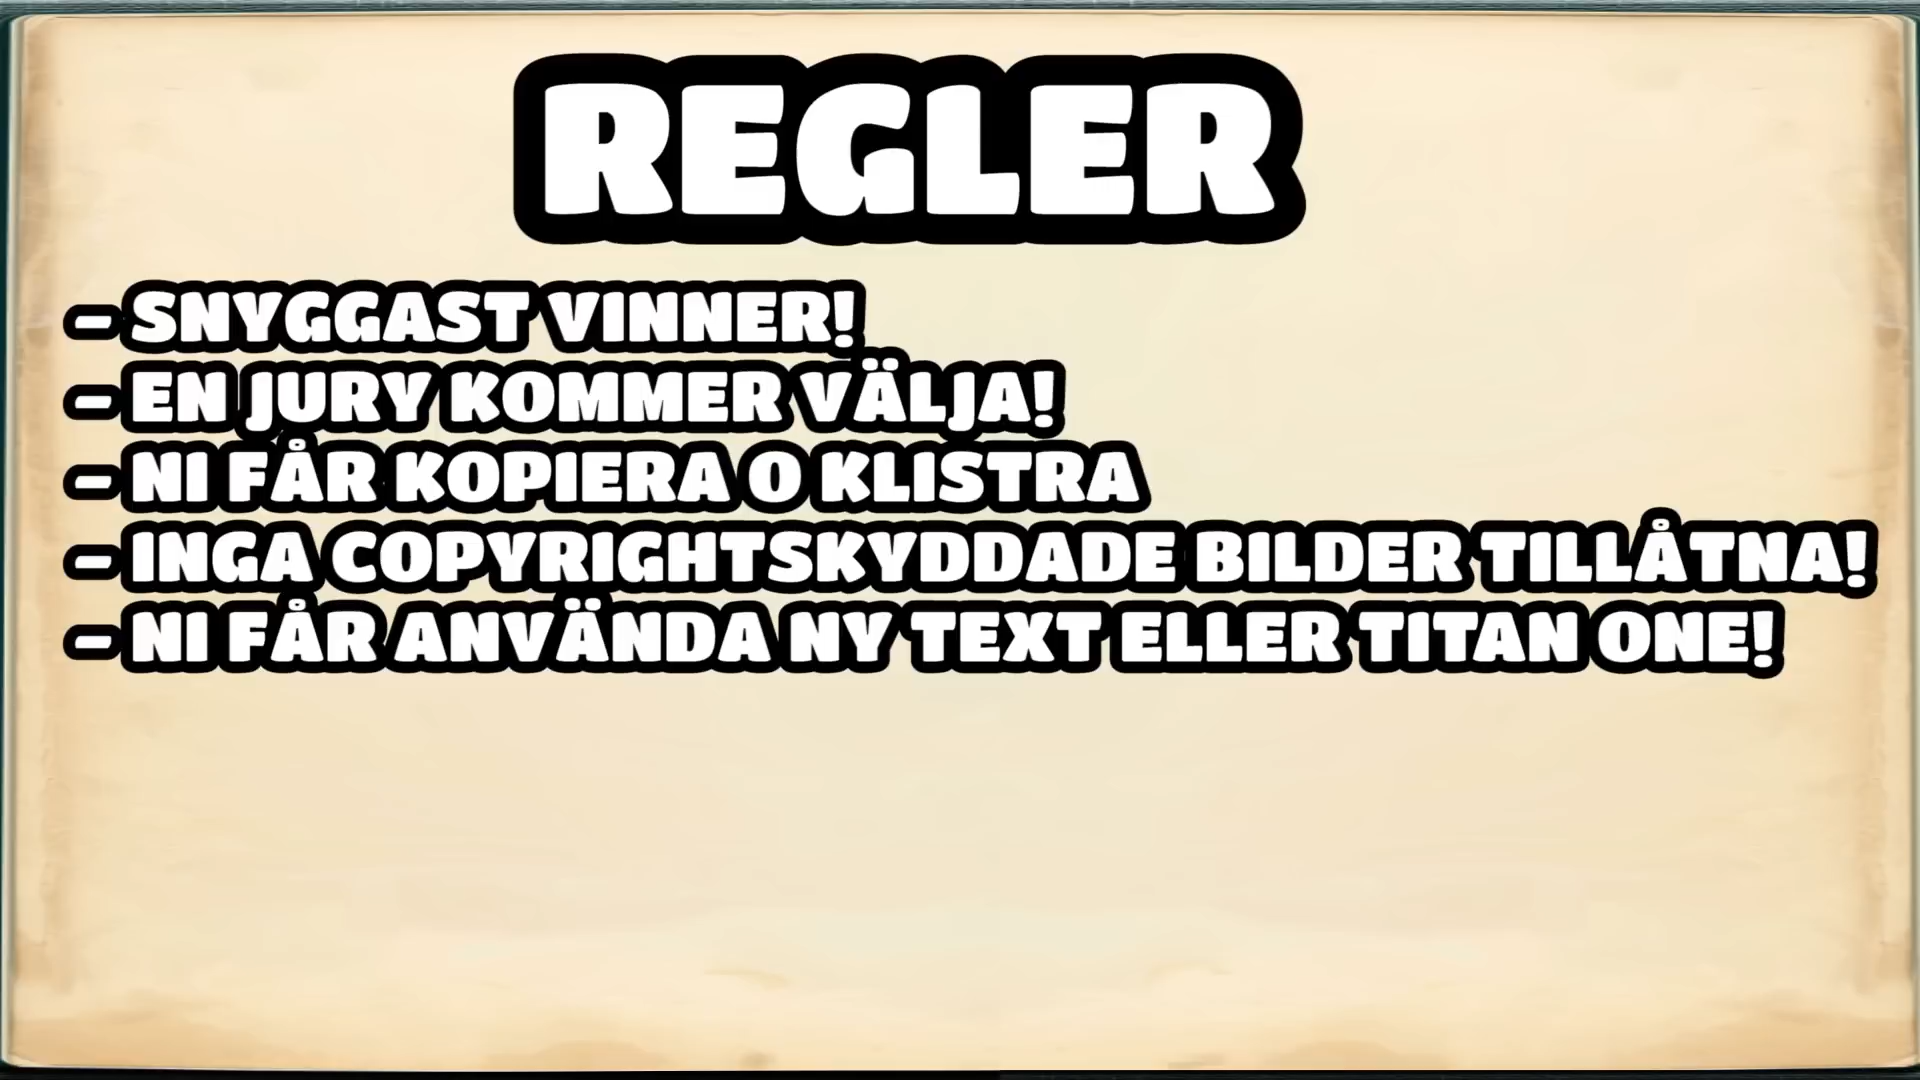 REGLER
- SNYGGAST VINNER!
- EN JURY KOMMER VÄLJA!
- NI FÅR KOPIERA O KLISTRA
- INGA COPYRIGHTSKYDDADE BILDER TILLÅTNA!
- NI FÅR ANVÄNDA NY TEXT ELLER TITAN ONE!